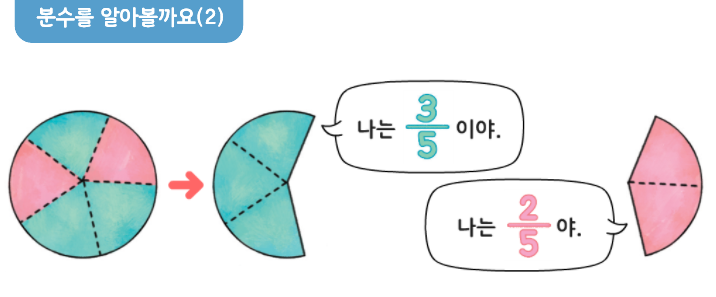 분수를 알아볼까요(2)
나는 3/5 이야.
나는 2/5 야.